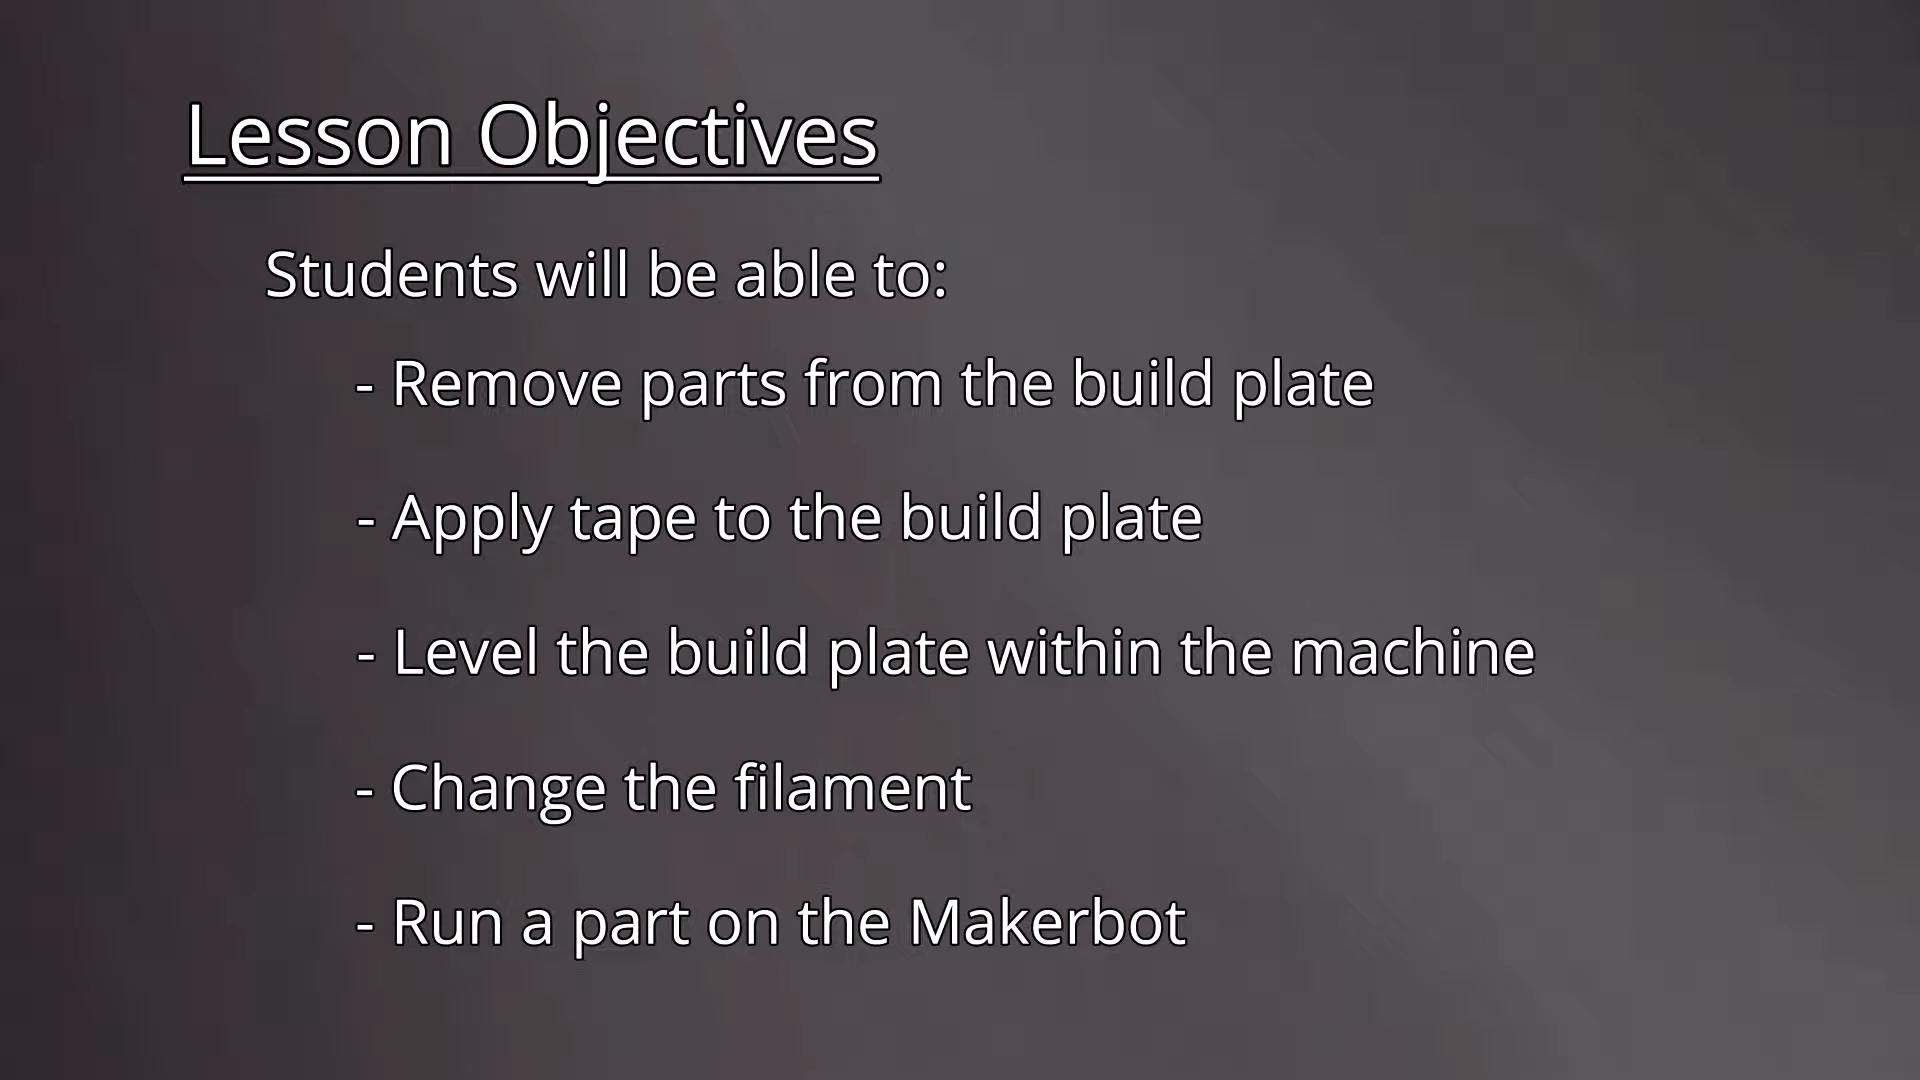 Lesson Objectives
Students will be able to:
- Remove parts from the build plate
- Apply tape to the build plate
- Level the build plate within the machine
- Change the filament
- Run a part on the Makerbot